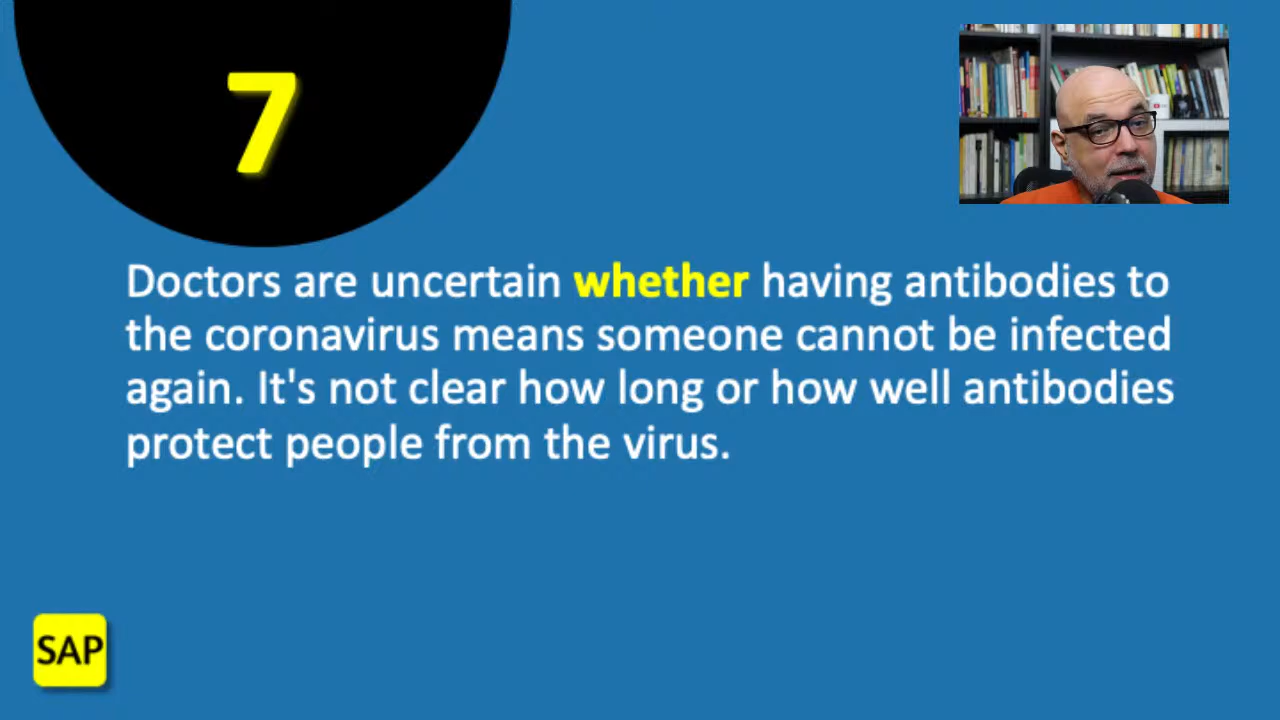 7
Doctors are uncertain whether having antibodies to
the coronavirus means someone cannot be infected
again. It's not clear how long or how well antibodies
protect people from the virus.
SAP